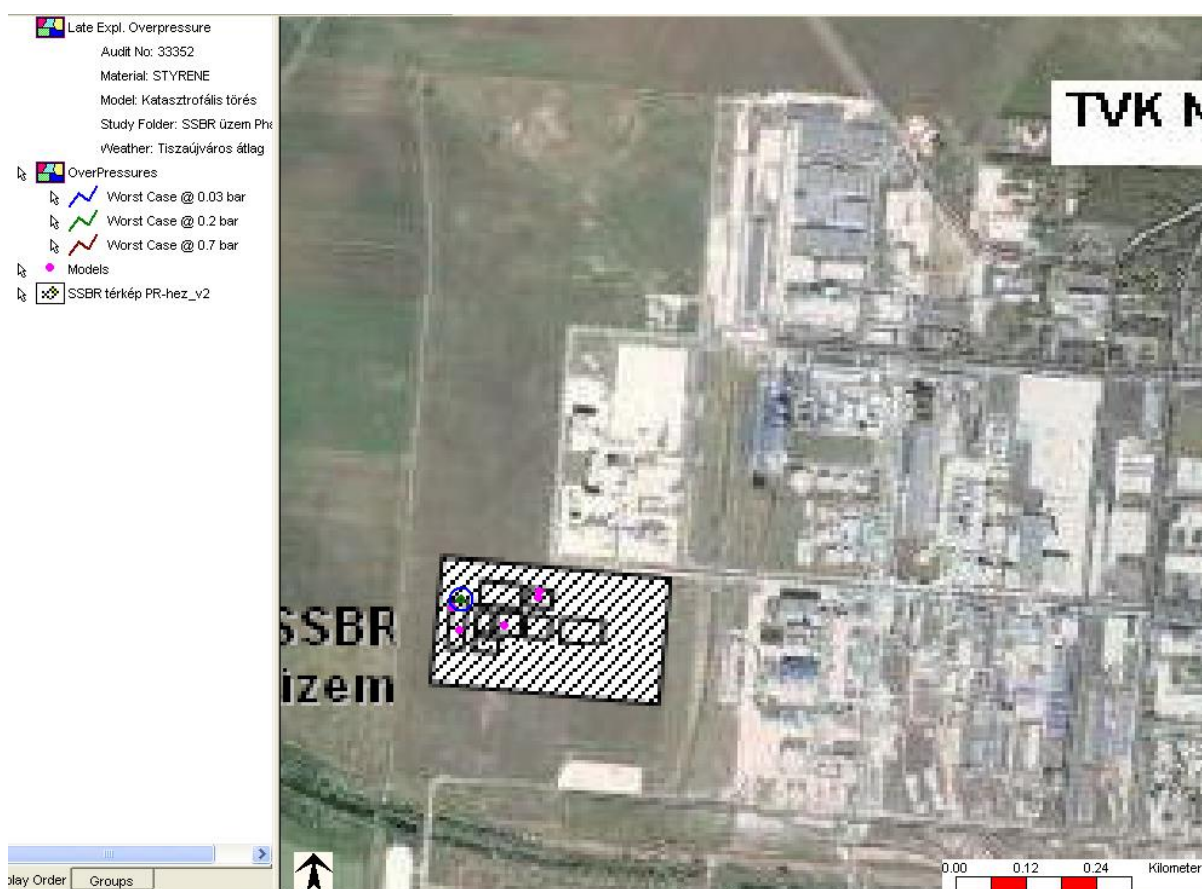 Late Expl. Overpressure
Audit No: 33352
Material: STYRENE
Model: Katasztrofális törés
Study Folder: SSBR üzem Pha
Weather: Tiszaújváros átlag
OverPressures
Worst Case @ 0.03 bar
Worst Case @ 0.2 bar
Worst Case @ 0.7 bar
Models
SSBR térkép PR-hez_v2
TVK
SSBR
üzem
0.00 0.12 0.24 Kilometer
play Order Groups